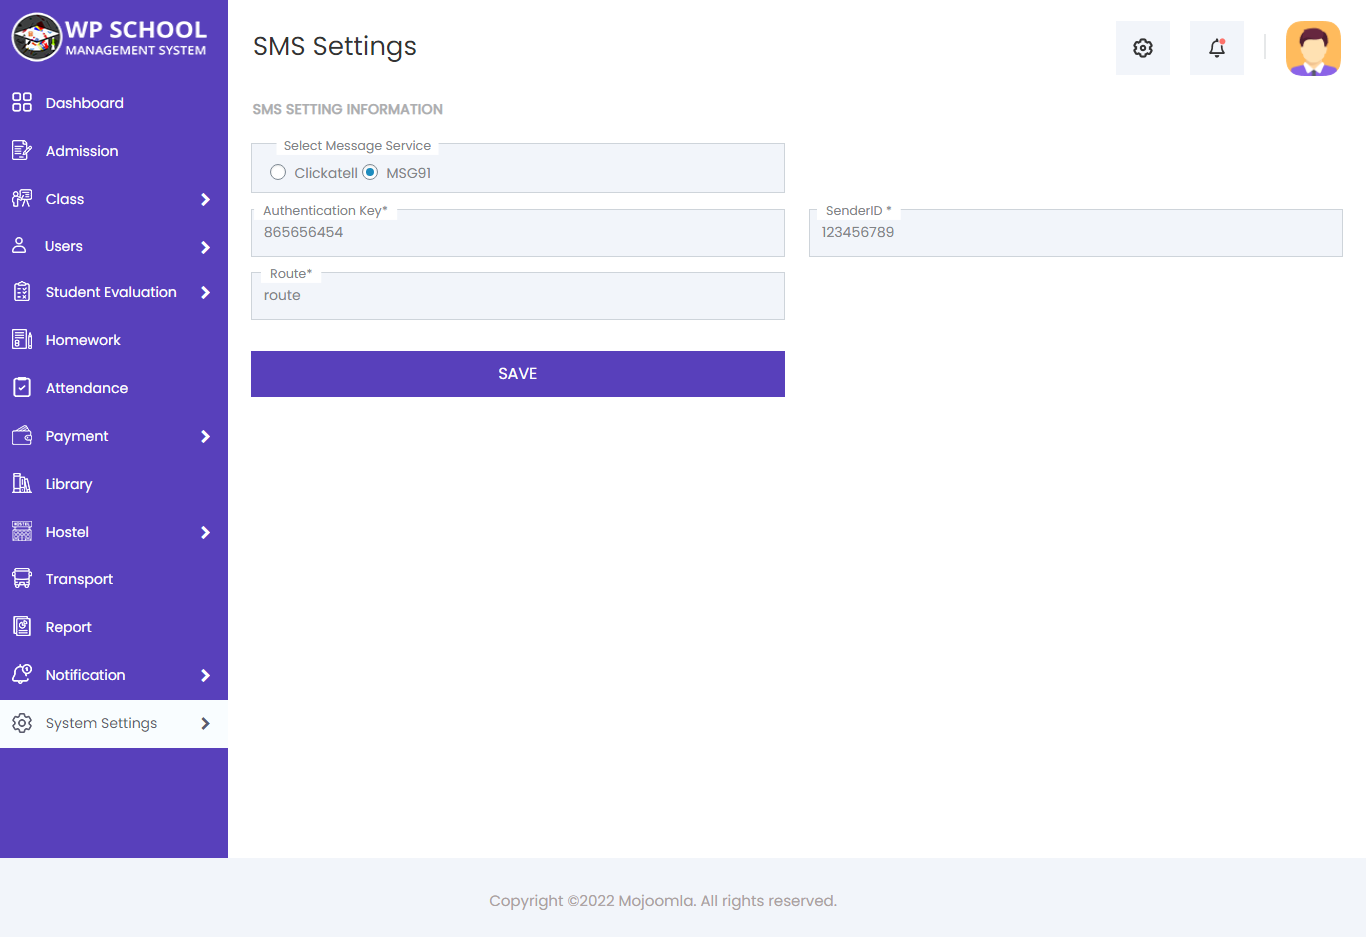 WP SCHOOL
MANAGEMENT SYSTEM
Dashboard
Admission
Class
Users
Student Evaluation
Homework
Attendance
Payment
Library
HOSTEL
Hostel
Transport
Report
Notification
System Settings
SMS Settings
SMS SETTING INFORMATION
Select Message Service
Clickatell MSG91
Authentication Key*
865656454
SenderID *
123456789
Route*
route
SAVE
Copyright ©2022 Mojoomla. All rights reserved.